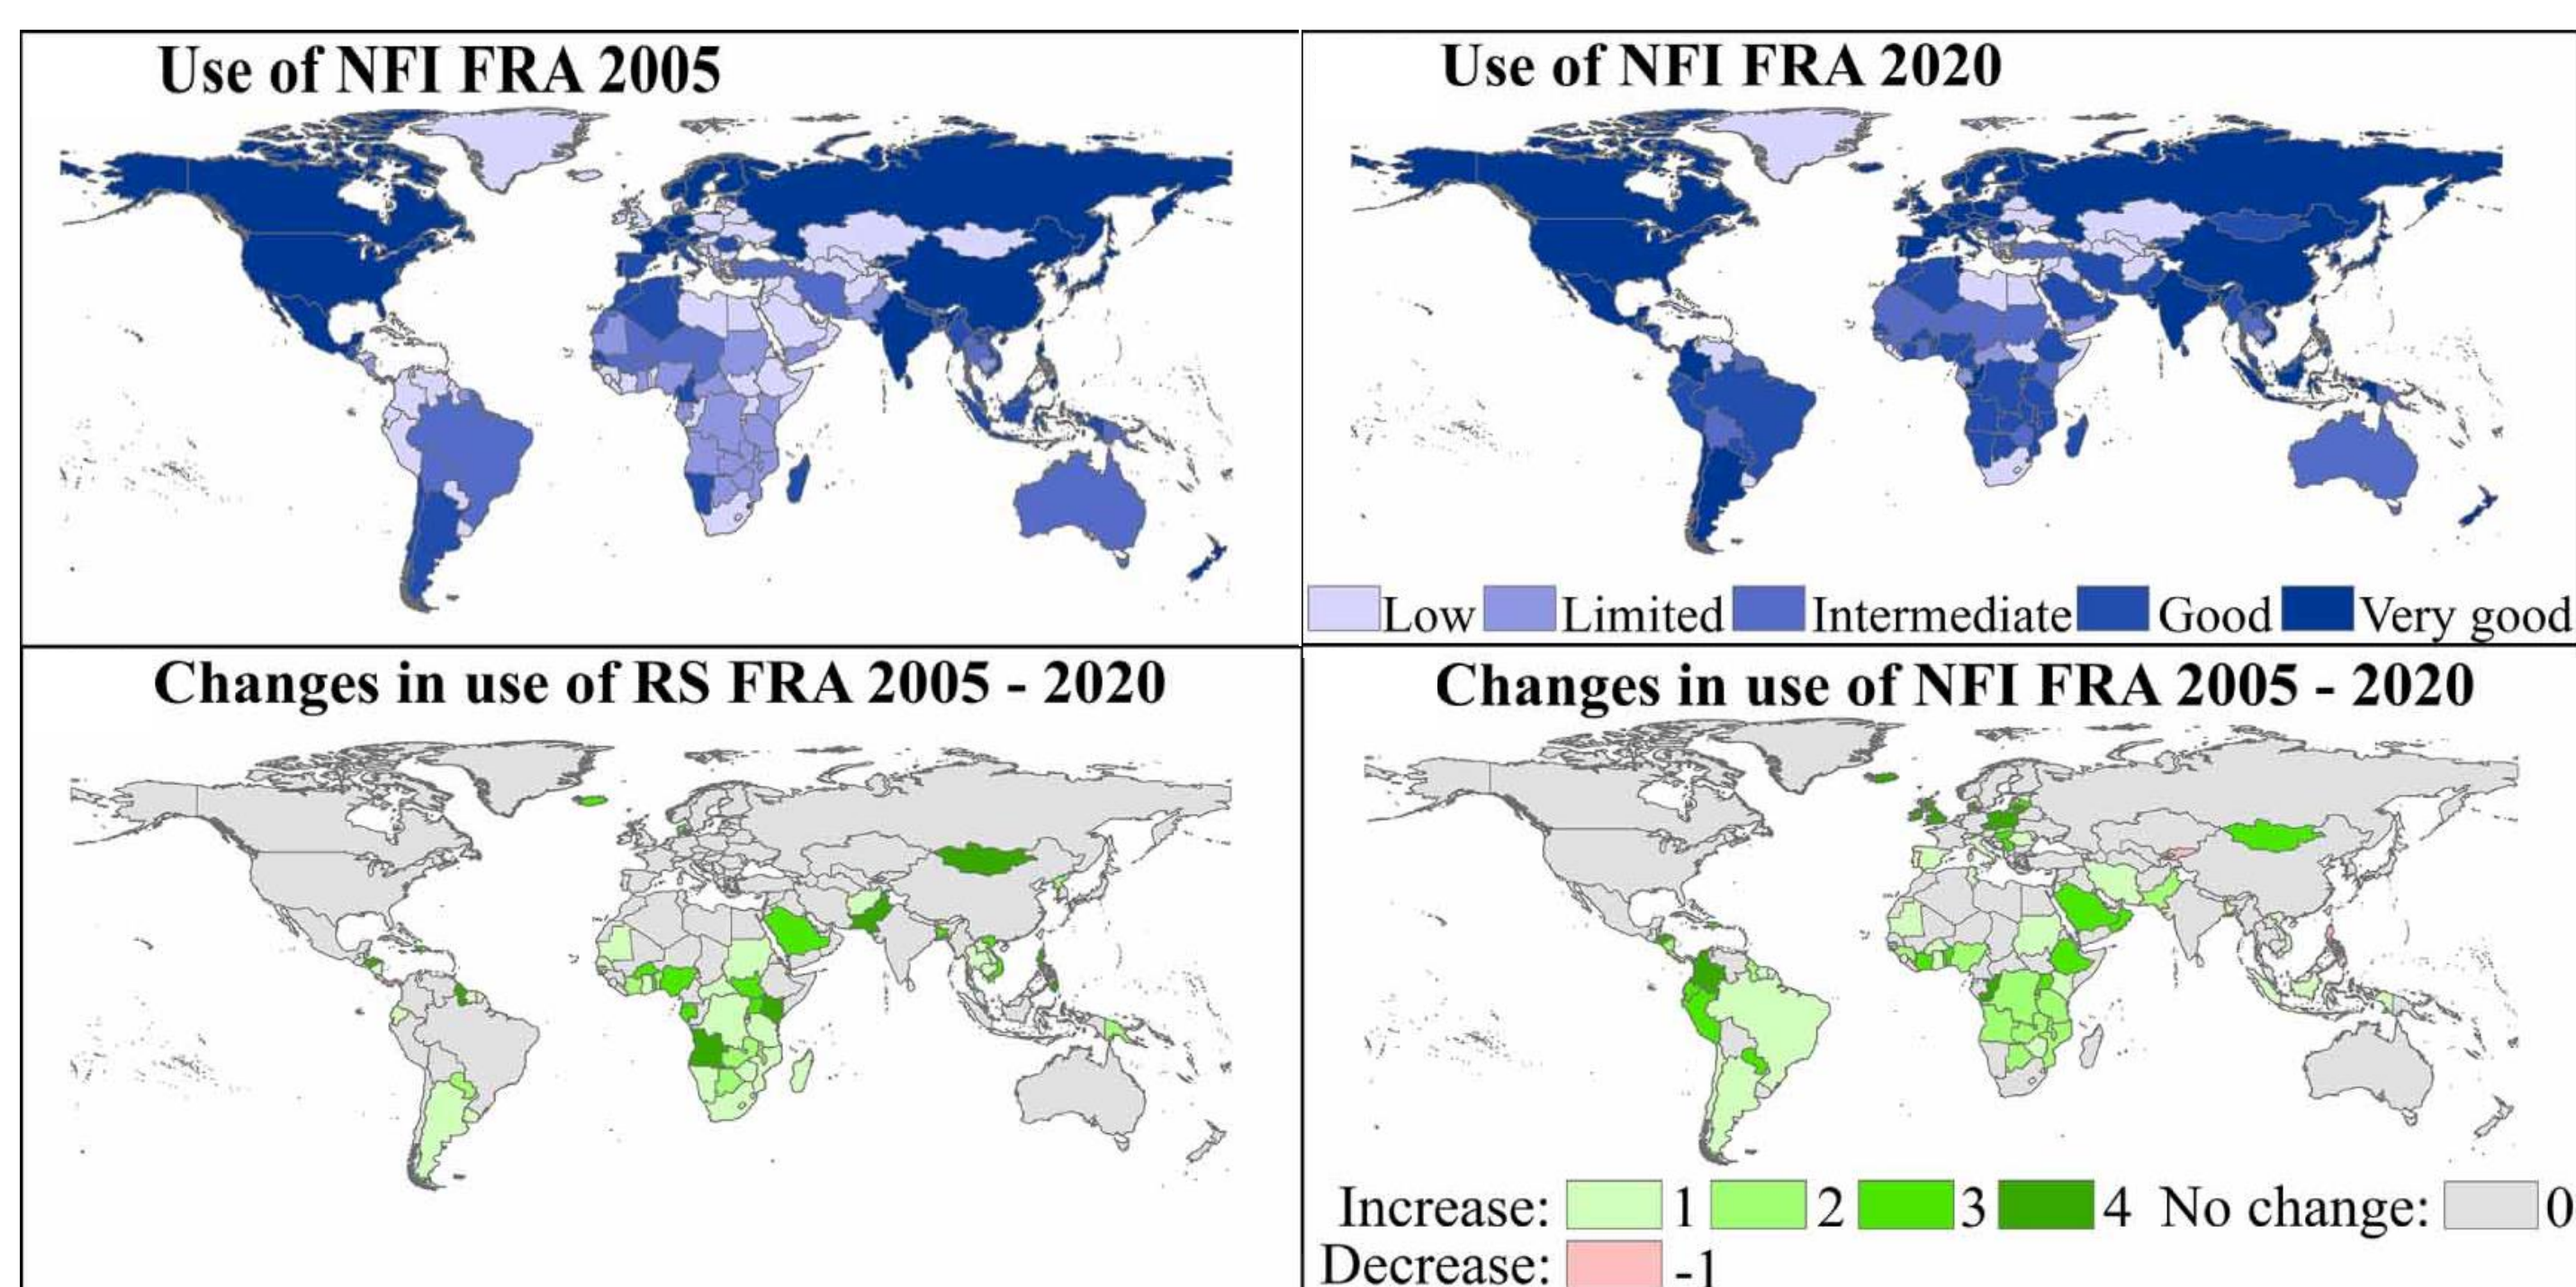 Use of NFI FRA 2005
Use of NFI FRA 2020
Low Limited Intermediate Good Very good
Changes in use of RS FRA 2005 - 2020
Changes in use of NFI FRA 2005 - 2020
Increase: 1 2 3 4 No change: 0
Decrease: -1